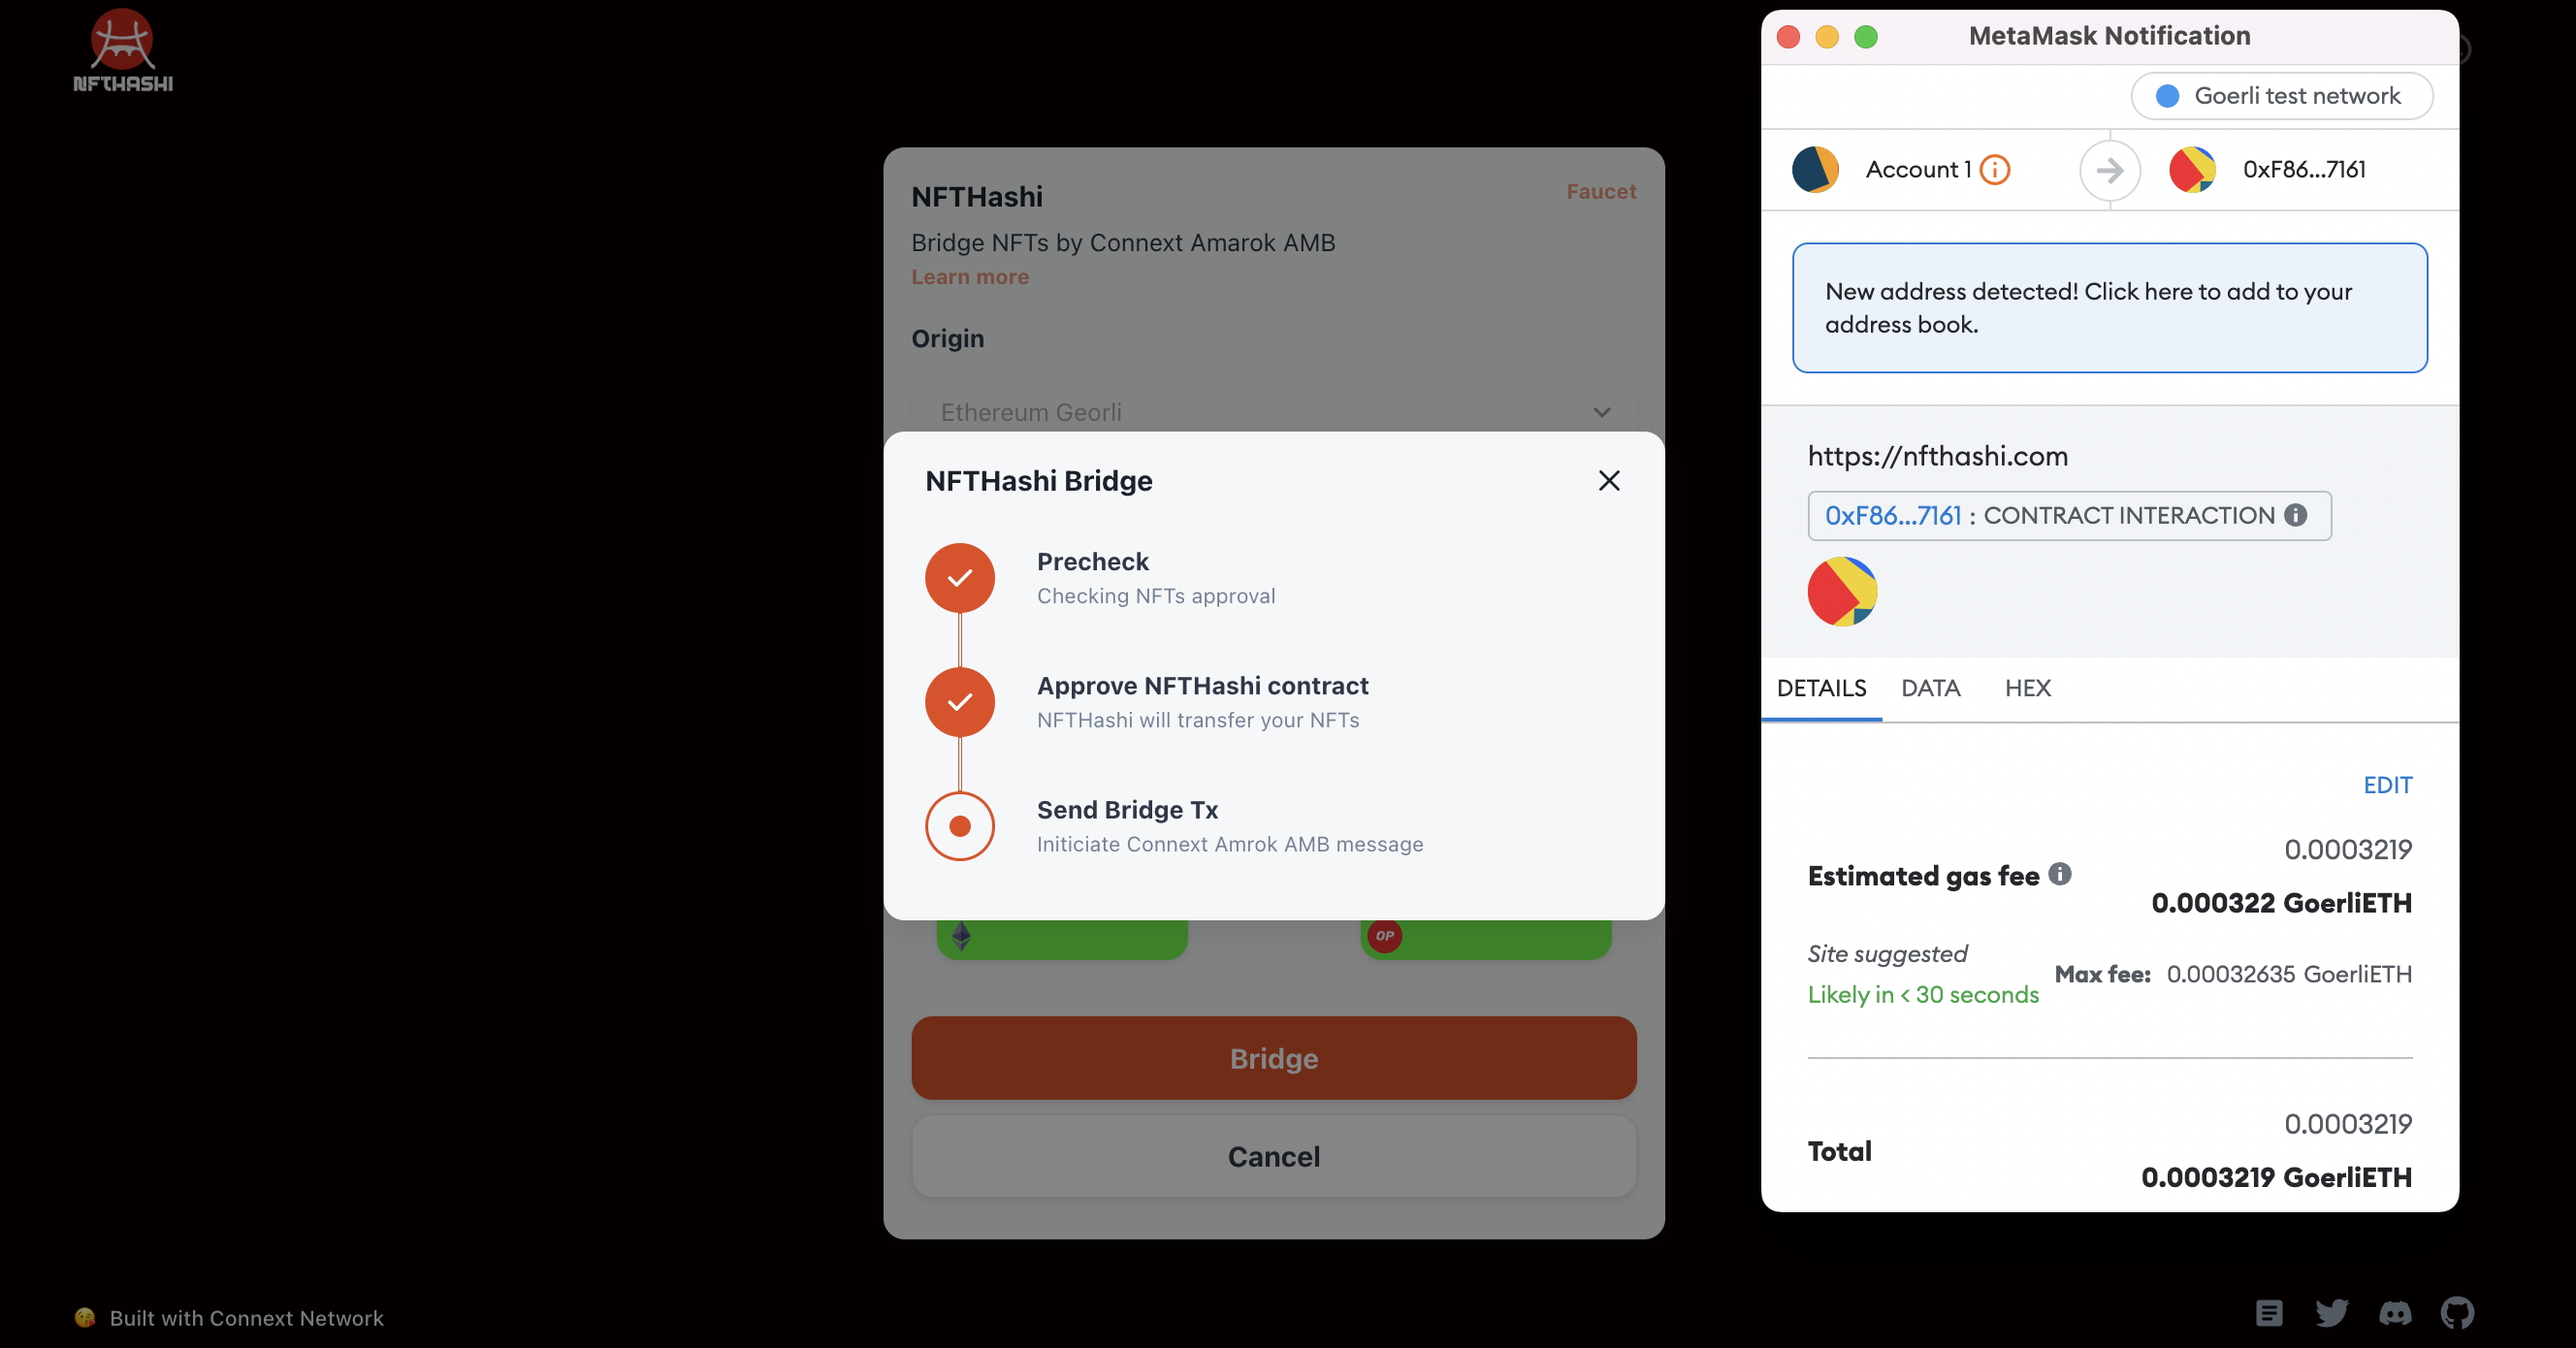 NFTHASHI
NFTHashi
Faucet
Bridge NFTs by Connext Amarok AMB
Learn more
Origin
Ethereum Georli
NFTHashi Bridge
Precheck
Checking NFTs approval
Approve NFTHashi contract
NFTHashi will transfer your NFTs
Send Bridge Tx
Initiciate Connext Amrok AMB message
OP
Bridge
Cancel
Built with Connext Network
MetaMask Notification
Goerli test network
Account 1
0xF86...7161
New address detected! Click here to add to your
address book.
https://nfthashi.com
0xF86...7161 : CONTRACT INTERACTION
DETAILS DATA HEX
EDIT
0.0003219
Estimated gas fee
0.000322 GoerliETH
Site suggested
Likely in < 30 seconds
Max fee: 0.00032635 GoerliETH
0.0003219
Total
0.0003219 GoerliETH